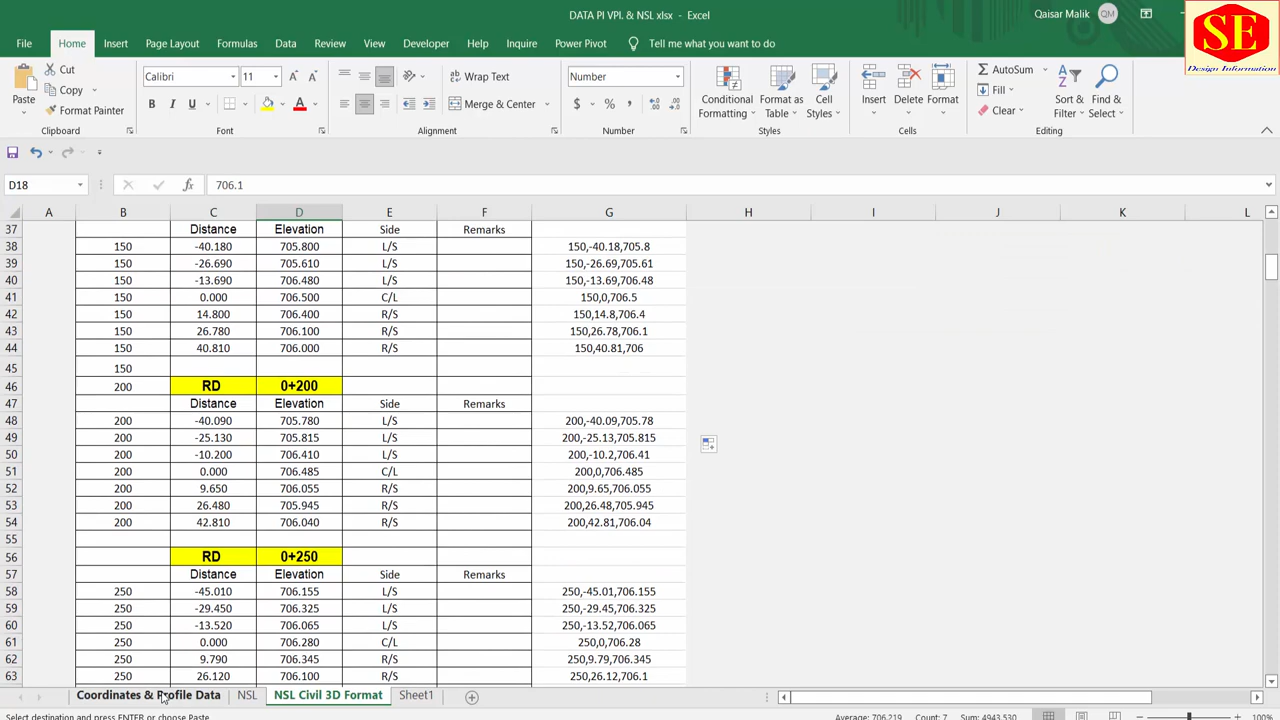 DATA PI VPI. & NSL xlsx - Excel
Qaisar Malik QM
SE
Design Information
File Home Insert Page Layout Formulas Data Review View Developer Help Inquire Power Pivot Tell me what you want to do
Paste Cut Copy Format Painter
Calibri 11 B I U A
Wrap Text Merge & Center
Number $ % ,
Conditional Formatting Format as Table Cell Styles
Insert Delete Format
AutoSum Fill Clear Sort & Filter Find & Select
Clipboard Font Alignment Number Styles Cells Editing
D18 fx 706.1
A B C D E F G H I J K L
37 Distance Elevation Side Remarks
38 150 -40.180 705.800 L/S 150,-40.18,705.8
39 150 -26.690 705.610 L/S 150,-26.69,705.61
40 150 -13.690 706.480 L/S 150,-13.69,706.48
41 150 0.000 706.500 C/L 150,0,706.5
42 150 14.800 706.400 R/S 150,14.8,706.4
43 150 26.780 706.100 R/S 150,26.78,706.1
44 150 40.810 706.000 R/S 150,40.81,706
45 150
46 200 RD 0+200
47 Distance Elevation Side Remarks
48 200 -40.090 705.780 L/S 200,-40.09,705.78
49 200 -25.130 705.815 L/S 200,-25.13,705.815
50 200 -10.200 706.410 L/S 200,-10.2,706.41
51 200 0.000 706.485 C/L 200,0,706.485
52 200 9.650 706.055 R/S 200,9.65,706.055
53 200 26.480 705.945 R/S 200,26.48,705.945
54 200 42.810 706.040 R/S 200,42.81,706.04
55
56 RD 0+250
57 Distance Elevation Side Remarks
58 250 -45.010 706.155 L/S 250,-45.01,706.155
59 250 -29.450 706.325 L/S 250,-29.45,706.325
60 250 -13.520 706.065 L/S 250,-13.52,706.065
61 250 0.000 706.280 C/L 250,0,706.28
62 250 9.790 706.345 R/S 250,9.79,706.345
63 250 26.120 706.100 R/S 250,26.12,706.1
Coordinates & Profile Data NSL NSL Civil 3D Format Sheet1
Select destination and press ENTER or choose Paste Average: 706.219 Count: 7 Sum: 4943.530 100%